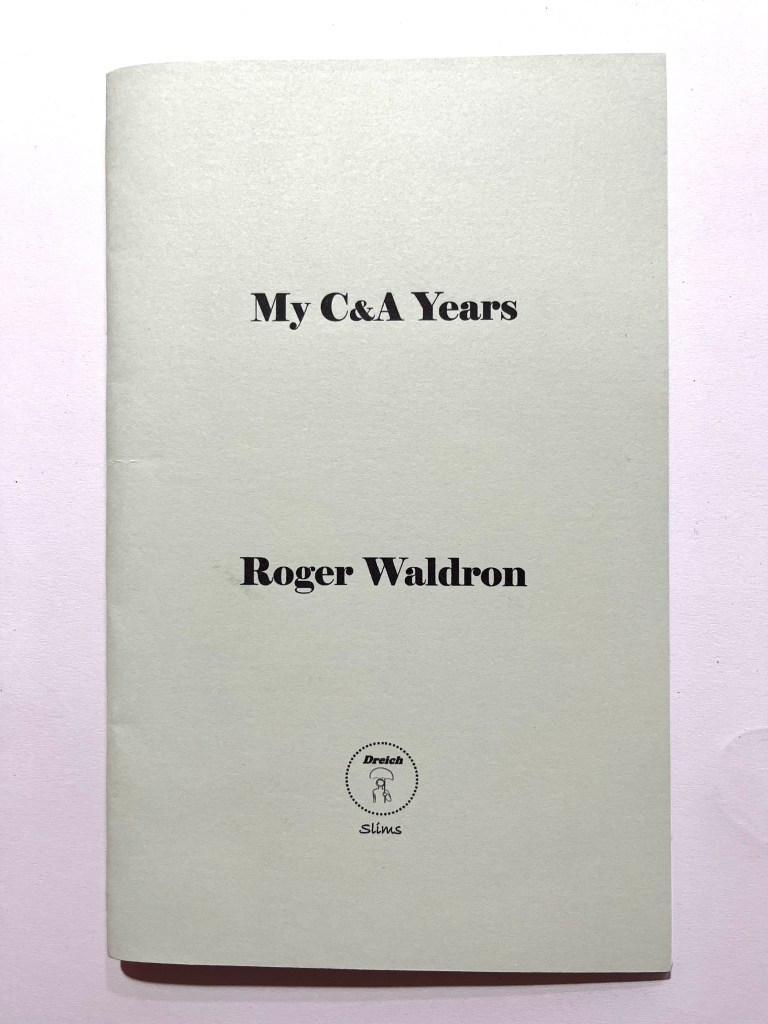 My C&A Years
Roger Waldron
Dreich
Slims